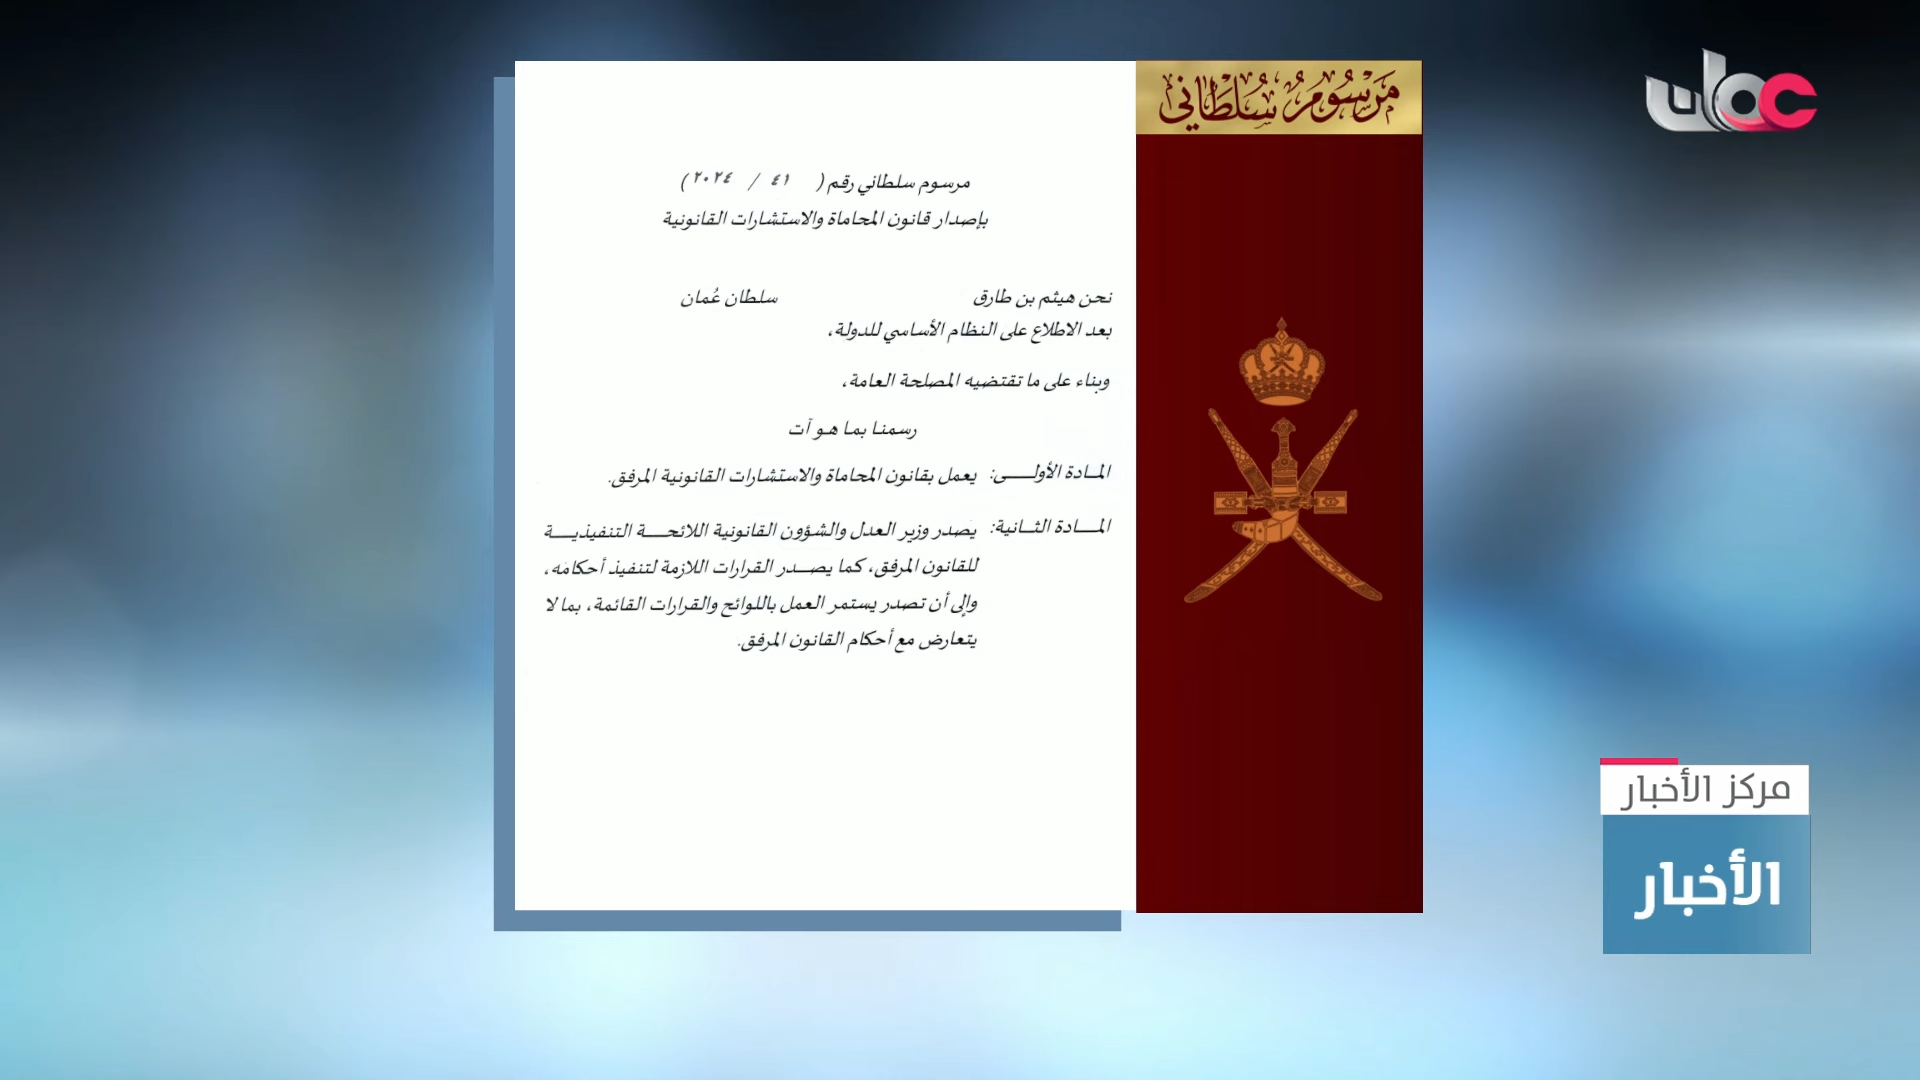 مرسوم سلطاني
عمان
مرسوم سلطاني رقم ( ٤١ / ٢٠٢٤ )
بإصدار قانون المحاماة والاستشارات القانونية
نحن هيثم بن طارق سلطان عُمان
بعد الاطلاع على النظام الأساسي للدولة،
وبناء على ما تقتضيه المصلحة العامة،
رسمنا بما هو آت
المادة الأولى: يعمل بقانون المحاماة والاستشارات القانونية المرفق.
المادة الثانية: يصدر وزير العدل والشؤون القانونية اللائحة التنفيذية
للقانون المرفق، كما يصدر القرارات اللازمة لتنفيذ أحكامه،
وإلى أن تصدر يستمر العمل باللوائح والقرارات القائمة، بما لا
يتعارض مع أحكام القانون المرفق.
مركز الأخبار
الأخبار